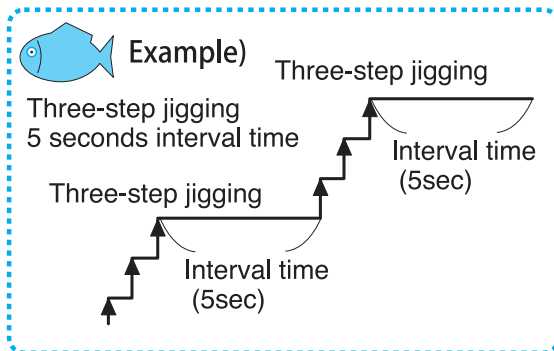 Example)
Three-step jigging
5 seconds interval time
Three-step jigging
Interval time
(5sec)
Three-step jigging
Interval time
(5sec)